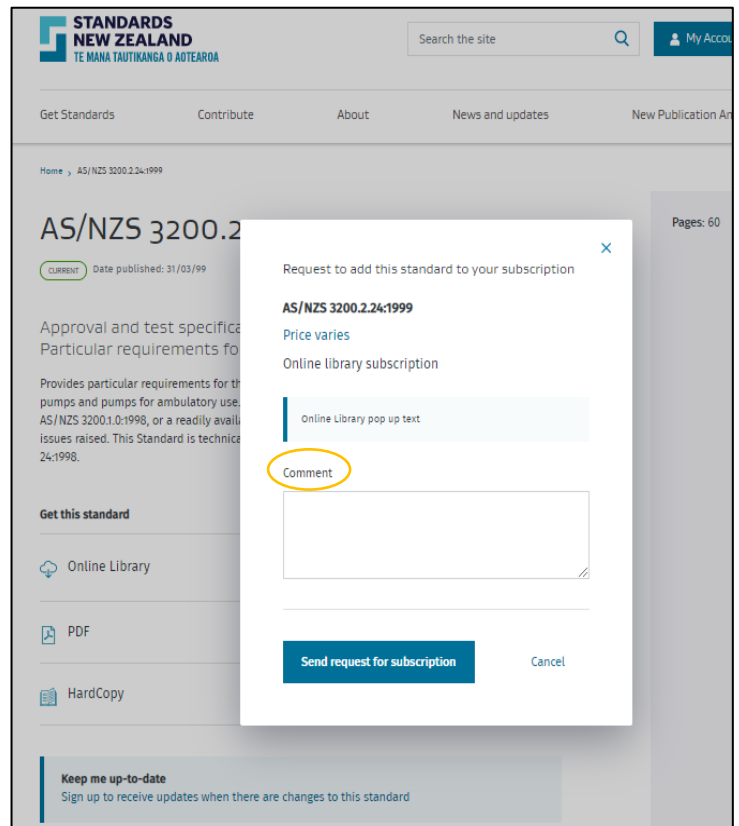 STANDARDS
NEW ZEALAND
TE MANA TAUTIKANGA O AOTEAROA
Search the site
My Accou
Get Standards
Contribute
About
News and updates
New Publication An
Home > AS/NZS 3200.2.24:1999
AS/NZS 3200.2
Pages: 60
CURRENT Date published: 31/03/99
Approval and test specifica
Particular requirements fo
Provides particular requirements for th
pumps and pumps for ambulatory use.
AS/NZS 3200.1.0:1998, or a readily availa
issues raised. This Standard is technica
24:1998.
Get this standard
Online Library
PDF
HardCopy
Keep me up-to-date
Sign up to receive updates when there are changes to this standard
×
Request to add this standard to your subscription
AS/NZS 3200.2.24:1999
Price varies
Online library subscription
Online Library pop up text
Comment
Send request for subscription
Cancel